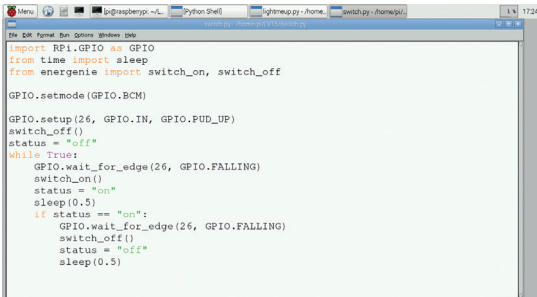 Menu [pi@raspberrypi: ~/L... [Python Shell] lightmeup.py - /home... switch.py - /home/pi/... 17:24
switch.py - /home/pi/
File Edit Format Run Options Windows Help
import RPi.GPIO as GPIO
from time import sleep
from energenie import switch_on, switch_off
GPIO.setmode(GPIO.BCM)
GPIO.setup(26, GPIO.IN, GPIO.PUD_UP)
switch_off()
status = "off"
while True:
    GPIO.wait_for_edge(26, GPIO.FALLING)
    switch_on()
    status = "on"
    sleep(0.5)
    if status == "on":
        GPIO.wait_for_edge(26, GPIO.FALLING)
        switch_off()
        status = "off"
        sleep(0.5)